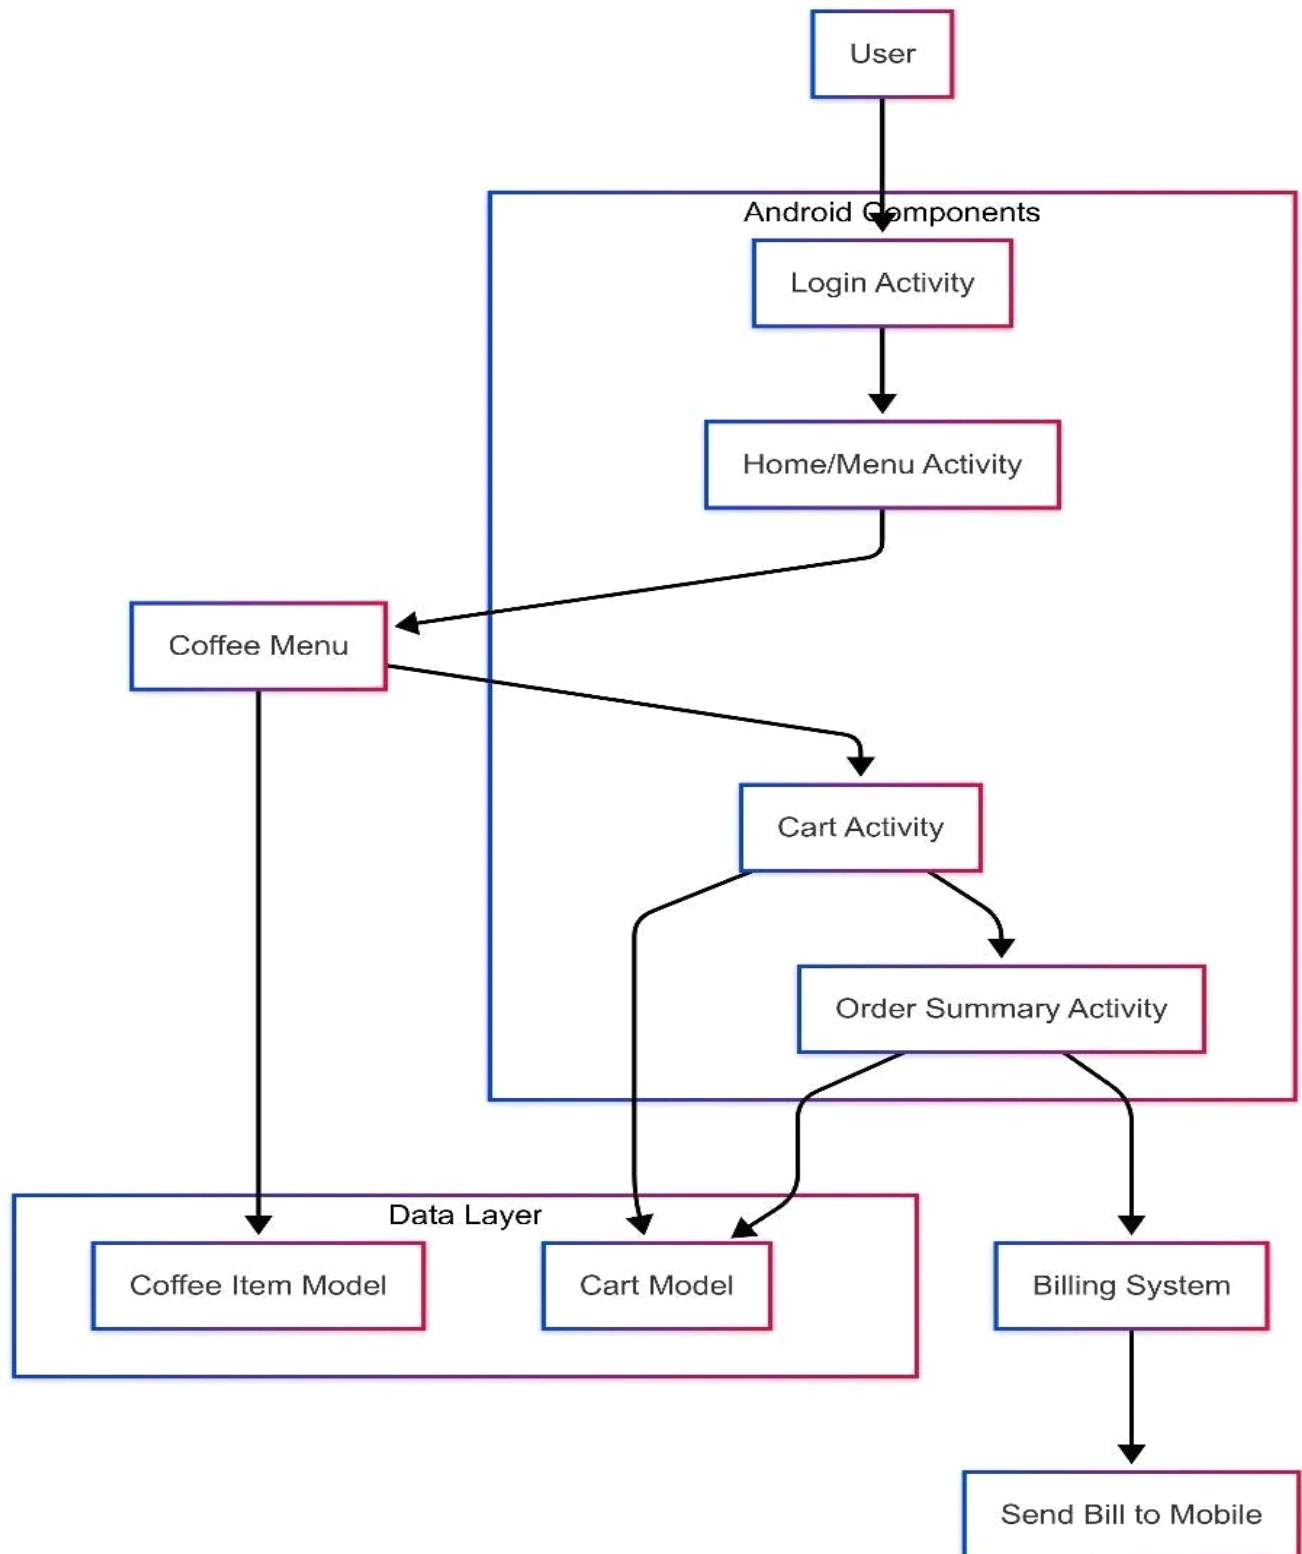 User
Android Components
Login Activity
Home/Menu Activity
Coffee Menu
Cart Activity
Order Summary Activity
Data Layer
Coffee Item Model
Cart Model
Billing System
Send Bill to Mobile